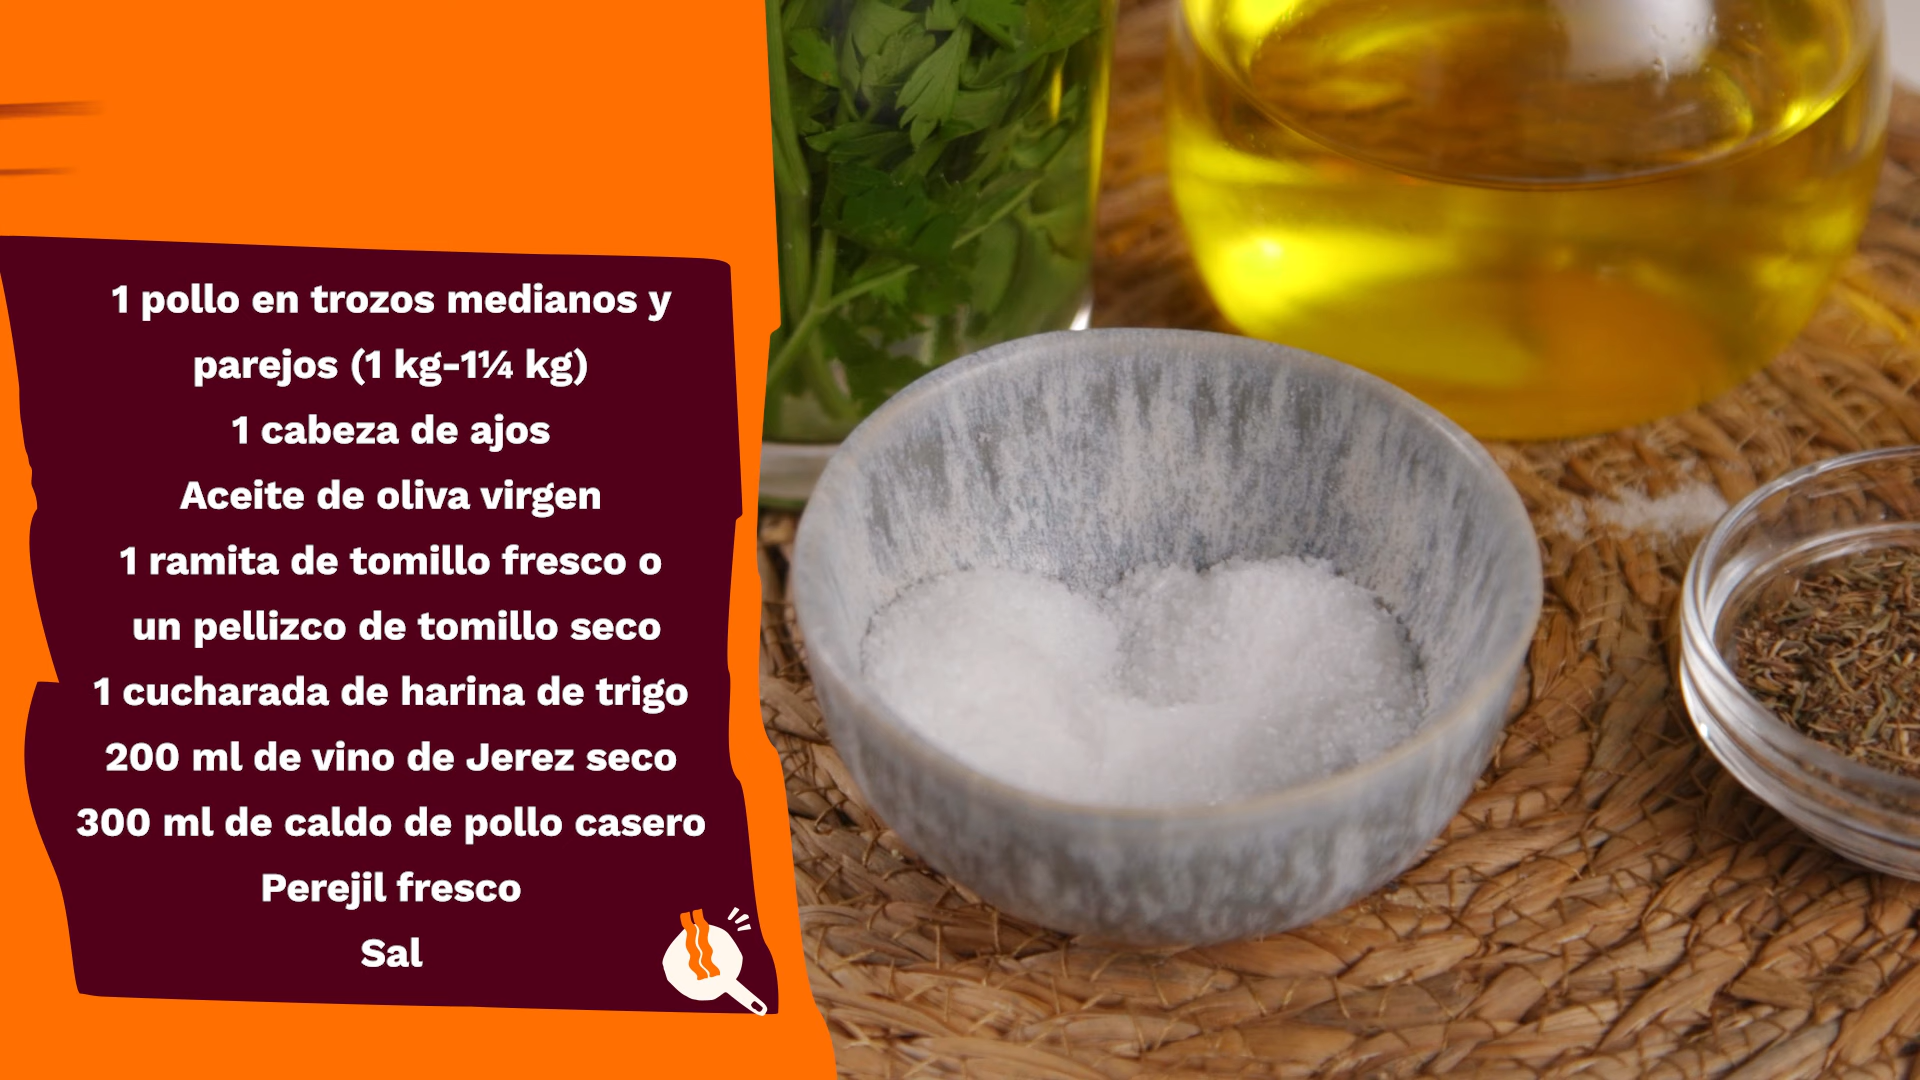 1 pollo en trozos medianos y
parejos (1 kg-1¼ kg)
1 cabeza de ajos
Aceite de oliva virgen
1 ramita de tomillo fresco o
un pellizco de tomillo seco
1 cucharada de harina de trigo
200 ml de vino de Jerez seco
300 ml de caldo de pollo casero
Perejil fresco
Sal